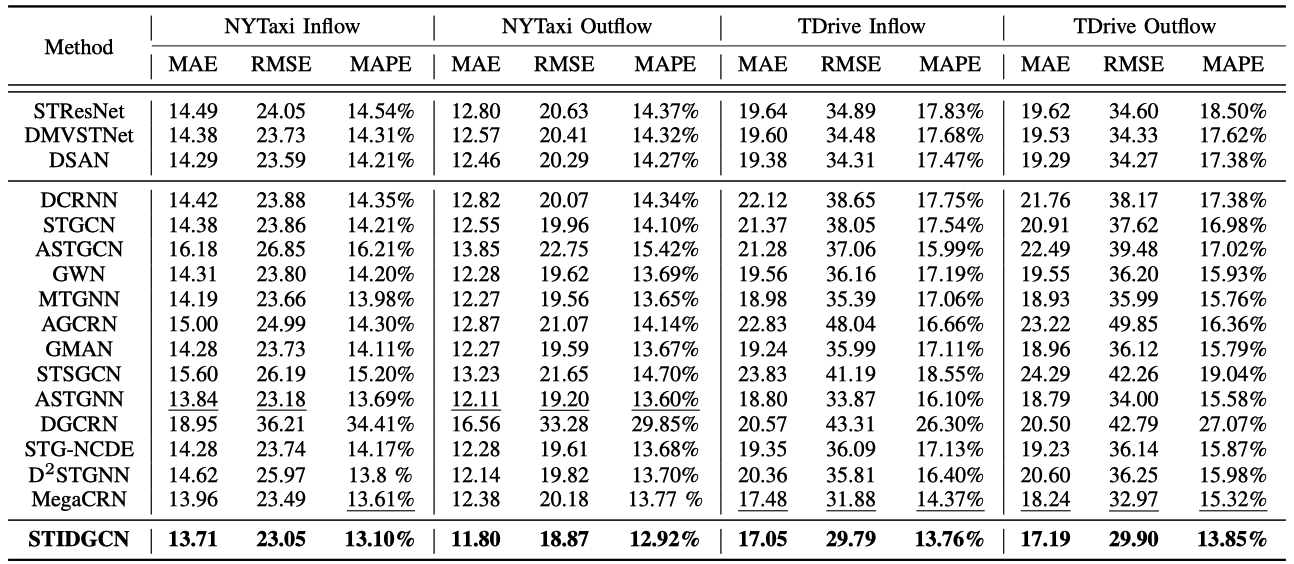 Method NYTaxi Inflow NYTaxi Outflow TDrive Inflow TDrive Outflow
MAE RMSE MAPE MAE RMSE MAPE MAE RMSE MAPE MAE RMSE MAPE
STResNet 14.49 24.05 14.54% 12.80 20.63 14.37% 19.64 34.89 17.83% 19.62 34.60 18.50%
DMVSTNet 14.38 23.73 14.31% 12.57 20.41 14.32% 19.60 34.48 17.68% 19.53 34.33 17.62%
DSAN 14.29 23.59 14.21% 12.46 20.29 14.27% 19.38 34.31 17.47% 19.29 34.27 17.38%
DCRNN 14.42 23.88 14.35% 12.82 20.07 14.34% 22.12 38.65 17.75% 21.76 38.17 17.38%
STGCN 14.38 23.86 14.21% 12.55 19.96 14.10% 21.37 38.05 17.54% 20.91 37.62 16.98%
ASTGCN 16.18 26.85 16.21% 13.85 22.75 15.42% 21.28 37.06 15.99% 22.49 39.48 17.02%
GWN 14.31 23.80 14.20% 12.28 19.62 13.69% 19.56 36.16 17.19% 19.55 36.20 15.93%
MTGNN 14.19 23.66 13.98% 12.27 19.56 13.65% 18.98 35.39 17.06% 18.93 35.99 15.76%
AGCRN 15.00 24.99 14.30% 12.87 21.07 14.14% 22.83 48.04 16.66% 23.22 49.85 16.36%
GMAN 14.28 23.73 14.11% 12.27 19.59 13.67% 19.24 35.99 17.11% 18.96 36.12 15.79%
STSGCN 15.60 26.19 15.20% 13.23 21.65 14.70% 23.83 41.19 18.55% 24.29 42.26 19.04%
ASTGNN 13.84 23.18 13.69% 12.11 19.20 13.60% 18.80 33.87 16.10% 18.79 34.00 15.58%
DGCRN 18.95 36.21 34.41% 16.56 33.28 29.85% 20.57 43.31 26.30% 20.50 42.79 27.07%
STG-NCDE 14.28 23.74 14.17% 12.28 19.61 13.68% 19.35 36.09 17.13% 19.23 36.14 15.87%
D²STGNN 14.62 25.97 13.8 % 12.14 19.82 13.70% 20.36 35.81 16.40% 20.60 36.25 15.98%
MegaCRN 13.96 23.49 13.61% 12.38 20.18 13.77 % 17.48 31.88 14.37% 18.24 32.97 15.32%
STIDGCN 13.71 23.05 13.10% 11.80 18.87 12.92% 17.05 29.79 13.76% 17.19 29.90 13.85%